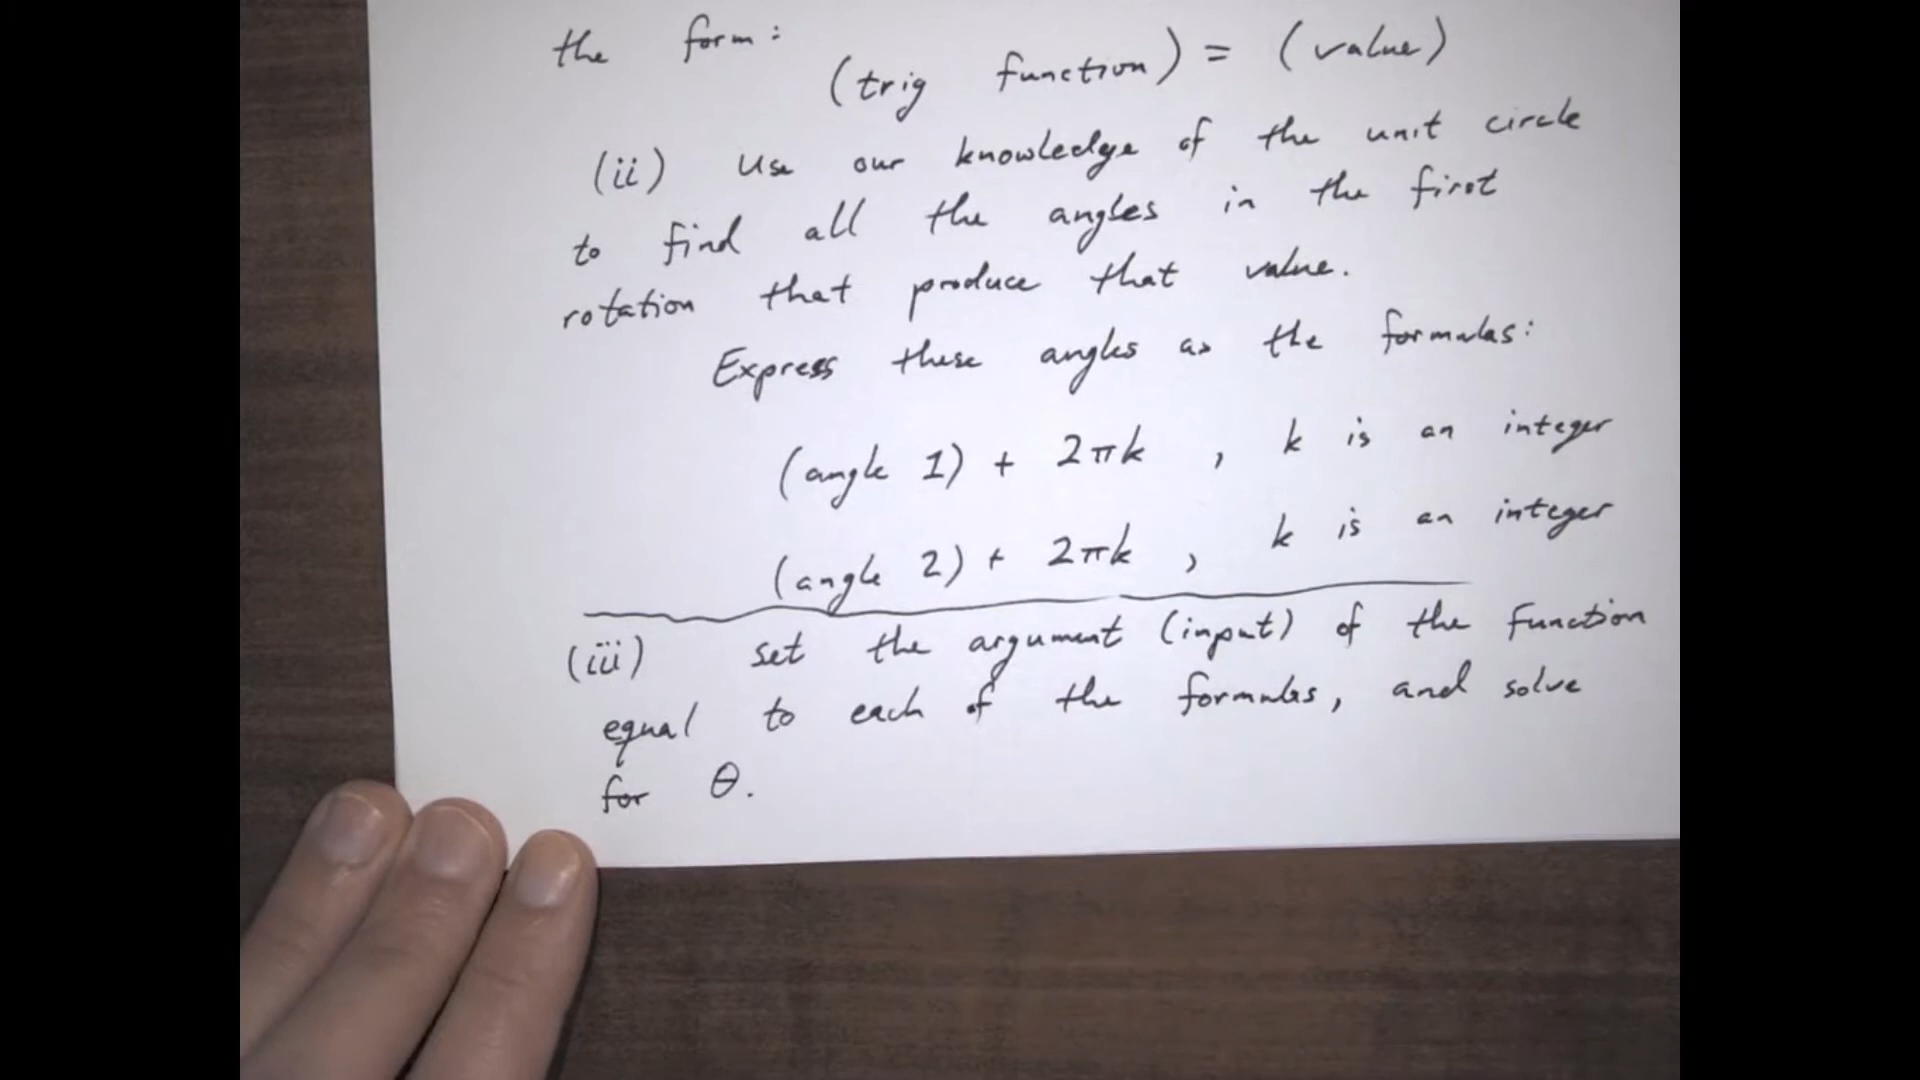 the form:
(trig function) = (value)
(ii) Use our knowledge of the unit circle
to find all the angles in the first
rotation that produce that value.
Express these angles as the formulas:
(angle 1) + 2πk , k is an integer
(angle 2) + 2πk , k is an integer
(iii) set the argument (input) of the function
equal to each of the formulas, and solve
for θ.